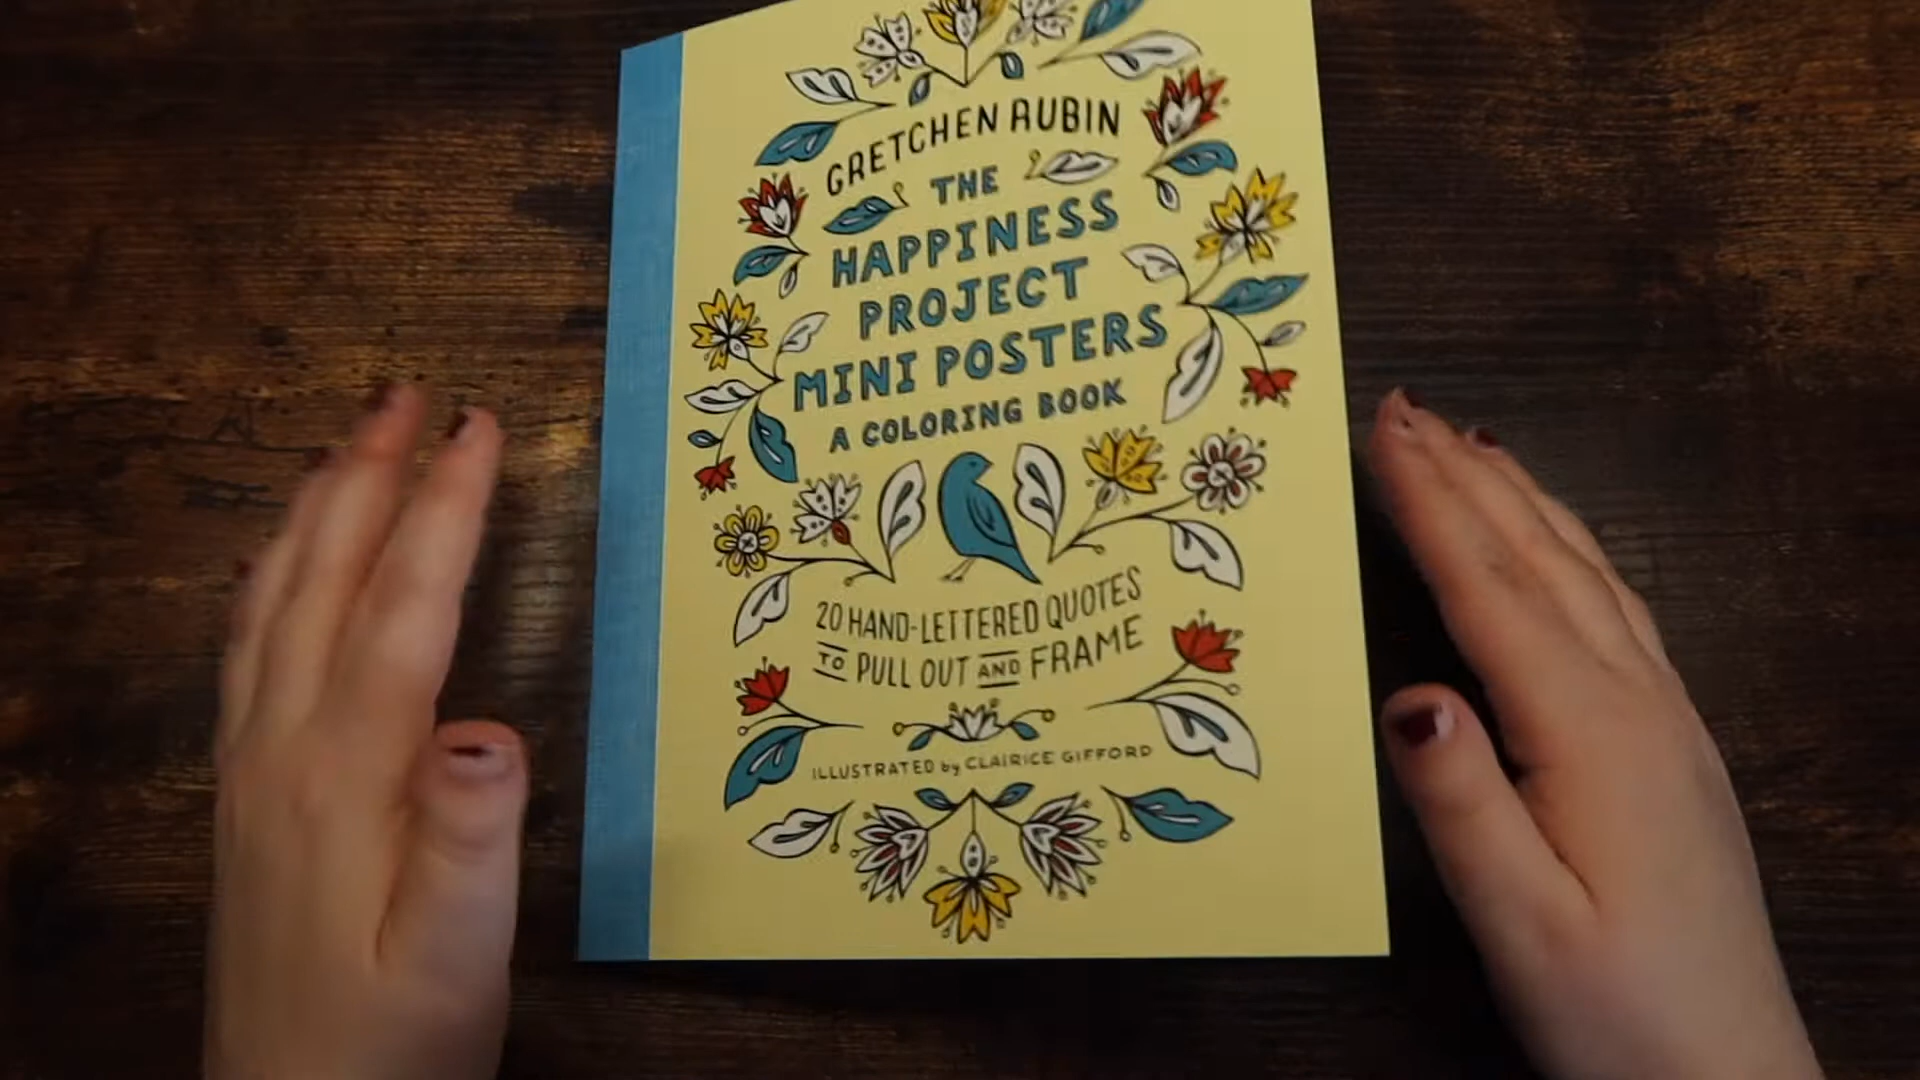 GRETCHEN RUBIN
THE
HAPPINESS
PROJECT
MINI POSTERS
A COLORING BOOK
20 HAND-LETTERED QUOTES
TO PULL OUT AND FRAME
ILLUSTRATED by CLAIRICE GIFFORD